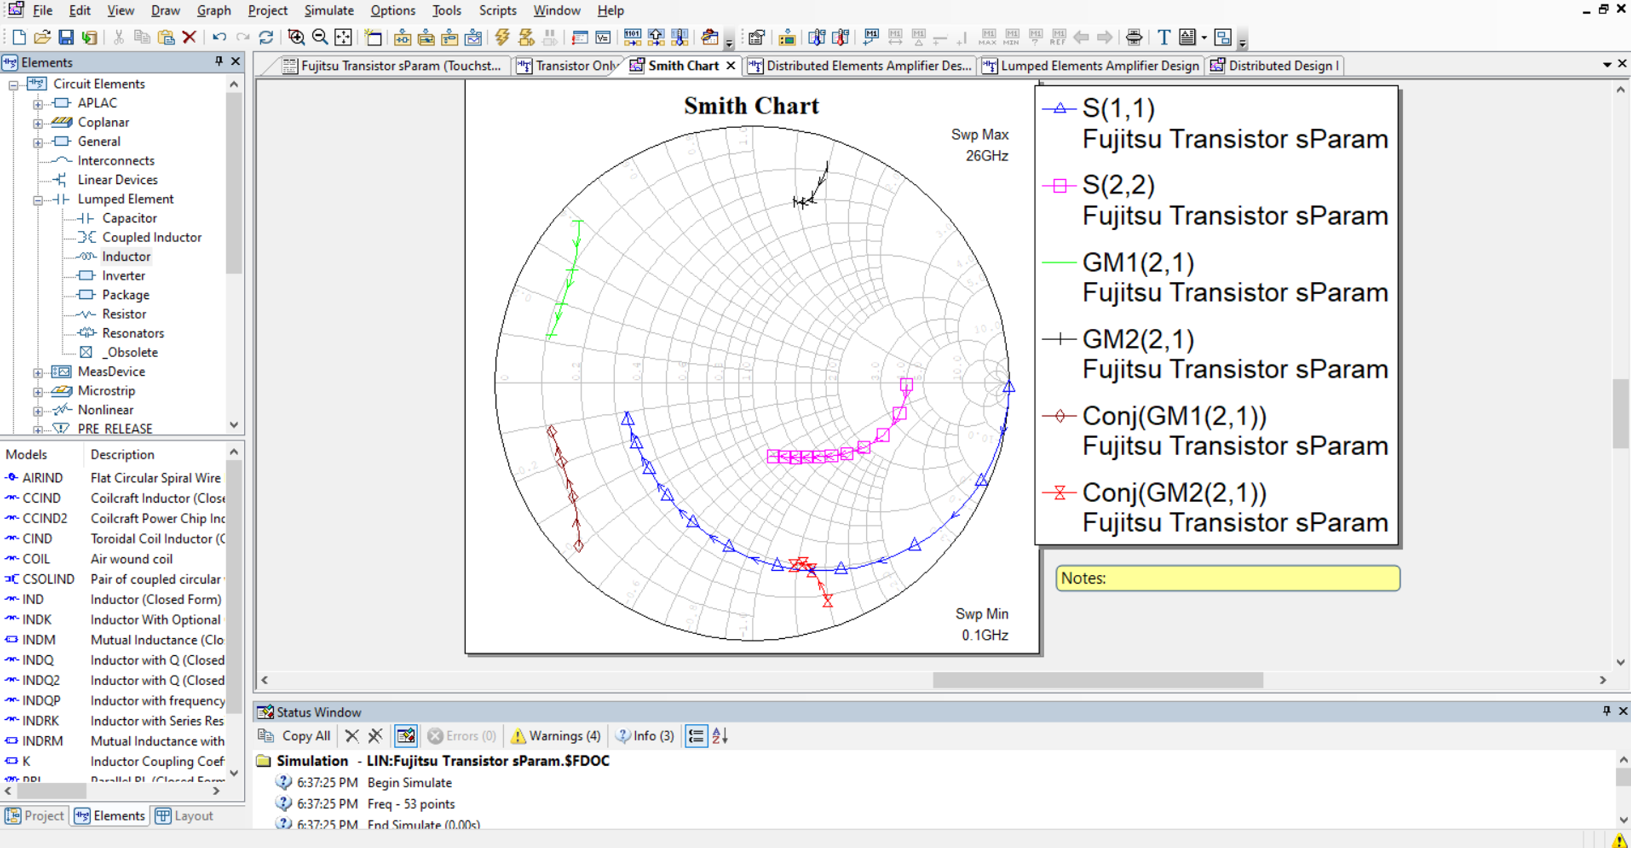 File Edit View Draw Graph Project Simulate Options Tools Scripts Window Help
Elements
Fujitsu Transistor sParam (Touchst...
Transistor Only
Smith Chart
Distributed Elements Amplifier Des...
Lumped Elements Amplifier Design
Distributed Design I
Circuit Elements
APLAC
Coplanar
General
Interconnects
Linear Devices
Lumped Element
Capacitor
Coupled Inductor
Inductor
Inverter
Package
Resistor
Resonators
_Obsolete
MeasDevice
Microstrip
Nonlinear
PRE RELEASE
Models Description
AIRIND Flat Circular Spiral Wire
CCIND Coilcraft Inductor (Close
CCIND2 Coilcraft Power Chip Ind
CIND Toroidal Coil Inductor (C
COIL Air wound coil
CSOLIND Pair of coupled circular
IND Inductor (Closed Form)
INDK Inductor With Optional
INDM Mutual Inductance (Clo
INDQ Inductor with Q (Closed
INDQ2 Inductor with Q (Closed
INDQP Inductor with frequency
INDRK Inductor with Series Res
INDRM Mutual Inductance with
K Inductor Coupling Coef
PRL Parallel RL (Closed Form
Project Elements Layout
Smith Chart
Swp Max
26GHz
Swp Min
0.1GHz
S(1,1)
Fujitsu Transistor sParam
S(2,2)
Fujitsu Transistor sParam
GM1(2,1)
Fujitsu Transistor sParam
GM2(2,1)
Fujitsu Transistor sParam
Conj(GM1(2,1))
Fujitsu Transistor sParam
Conj(GM2(2,1))
Fujitsu Transistor sParam
Notes:
Status Window
Copy All Errors (0) Warnings (4) Info (3)
Simulation - LIN:Fujitsu Transistor sParam.$FDOC
6:37:25 PM Begin Simulate
6:37:25 PM Freq - 53 points
6:37:25 PM End Simulate (0.00s)